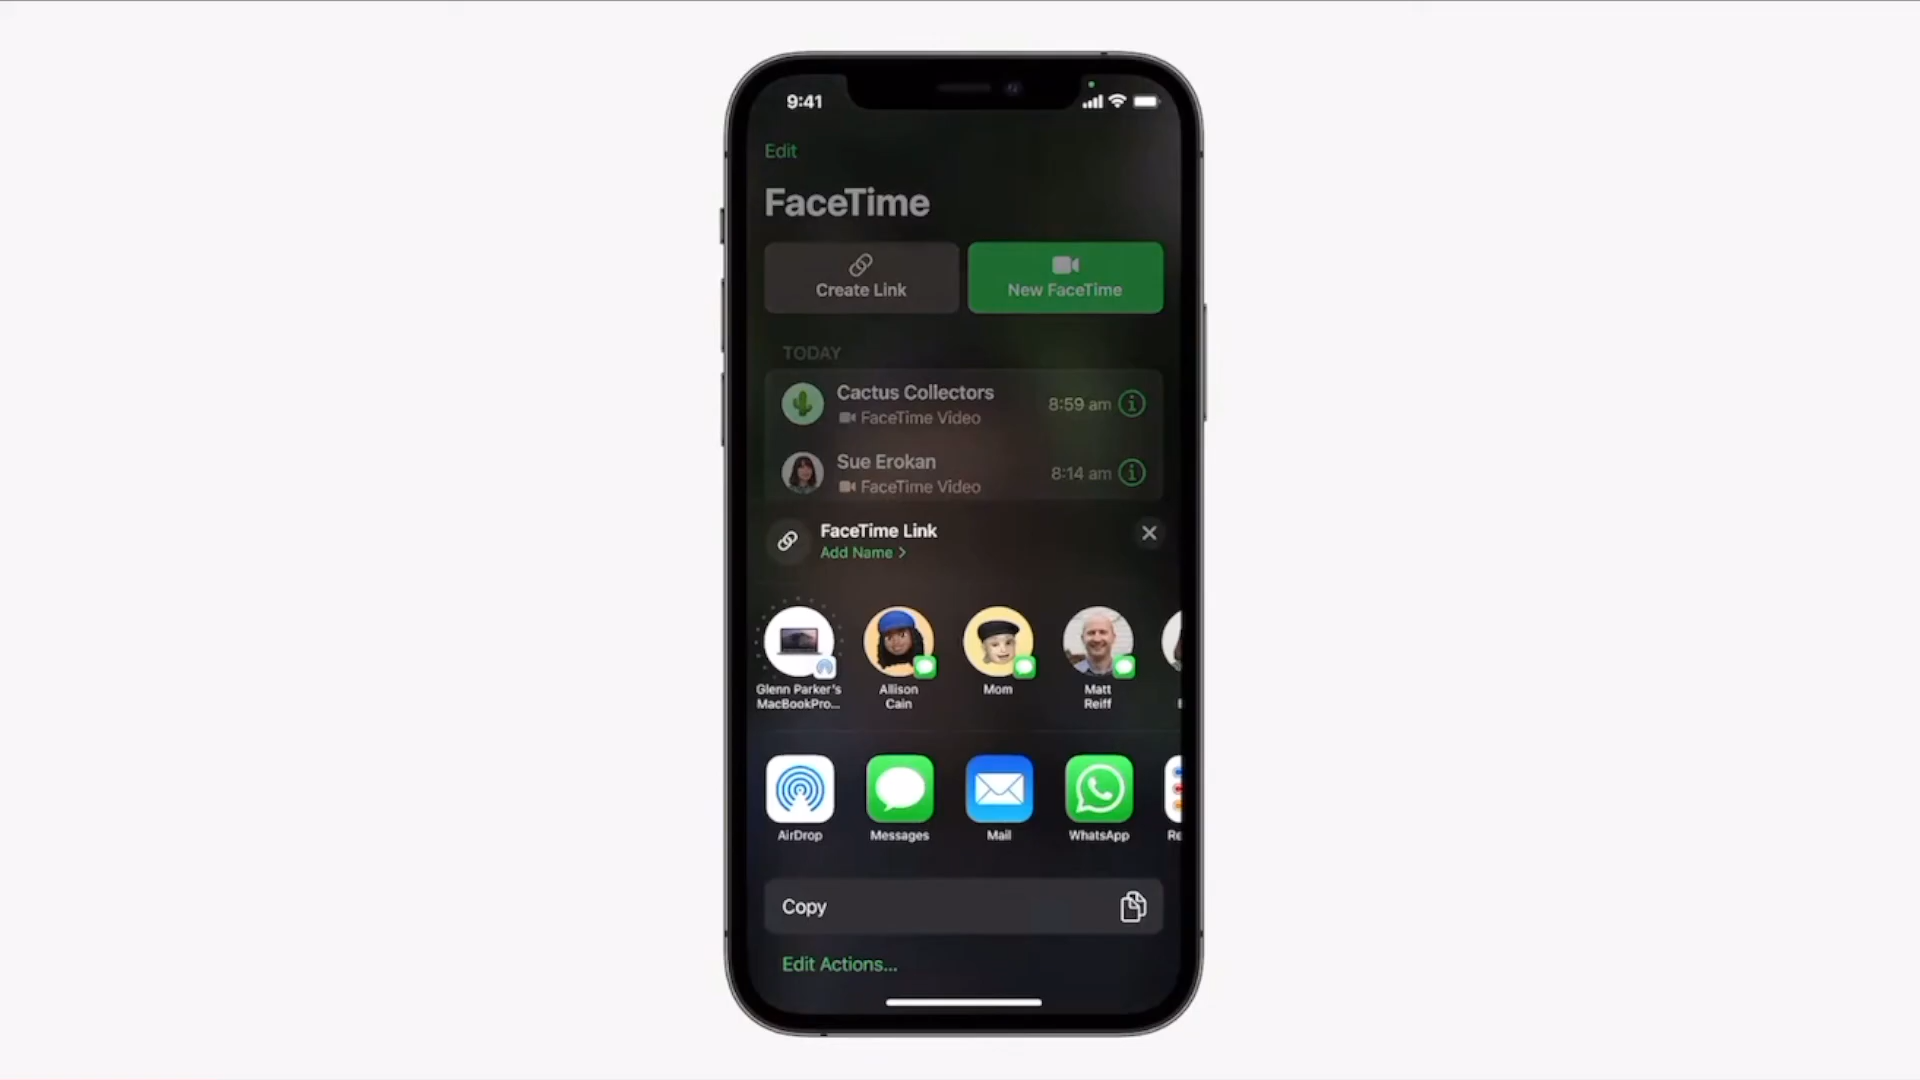 9:41
Edit
FaceTime
Create Link
New FaceTime
TODAY
Cactus Collectors
8:59 am
FaceTime Video
Sue Erokan
8:14 am
FaceTime Video
FaceTime Link
Add Name >
Glenn Parker's
MacBookPro...
Allison
Cain
Mom
Matt
Reiff
AirDrop
Messages
Mail
WhatsApp
Re
Copy
Edit Actions...